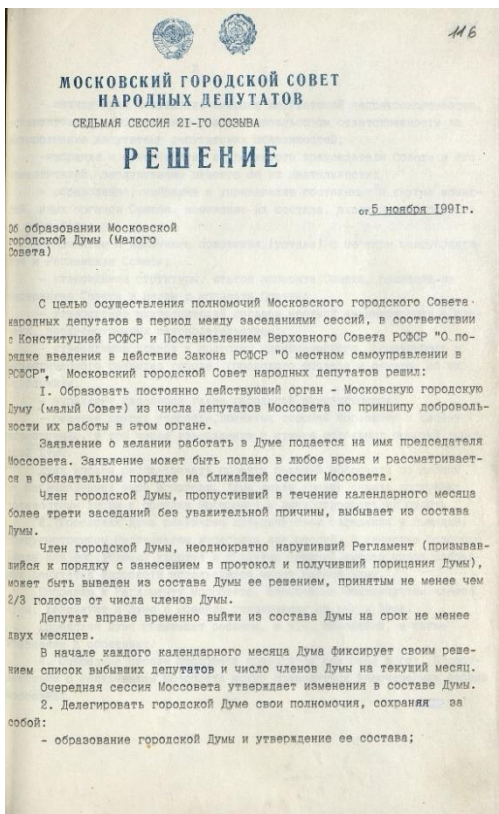 116
МОСКОВСКИЙ ГОРОДСКОЙ СОВЕТ
НАРОДНЫХ ДЕПУТАТОВ
СЕДЬМАЯ СЕССИЯ 2I-ГО СОЗЫВА
РЕШЕНИЕ
от 5 ноября I99Iг.
Об образовании Московской
городской Думы (Малого
Совета)
С целью осуществления полномочий Московского городского Совета
народных депутатов в период между заседаниями сессий, в соответствии
с Конституцией РСФСР и Постановлением Верховного Совета РСФСР "О по-
рядке введения в действие Закона РСФСР "О местном самоуправлении в
РСФСР", Московский городской Совет народных депутатов решил:
I. Образовать постоянно действующий орган - Московскую городскую
Думу (малый Совет) из числа депутатов Моссовета по принципу доброволь-
ности их работы в этом органе.
Заявление о желании работать в Думе подается на имя председателя
Моссовета. Заявление может быть подано в любое время и рассматривает-
ся в обязательном порядке на ближайшей сессии Моссовета.
Член городской Думы, пропустивший в течение календарного месяца
более трети заседаний без уважительной причины, выбывает из состава
Думы.
Член городской Думы, неоднократно нарушивший Регламент (призывав-
шийся к порядку с занесением в протокол и получивший порицания Думы),
может быть выведен из состава Думы ее решением, принятым не менее чем
2/3 голосов от числа членов Думы.
Депутат вправе временно выйти из состава Думы на срок не менее
двух месяцев.
В начале каждого календарного месяца Дума фиксирует своим реше-
нием список выбывших депутатов и число членов Думы на текущий месяц.
Очередная сессия Моссовета утверждает изменения в составе Думы.
2. Делегировать городской Думе свои полномочия, сохраняя за
собой:
- образование городской Думы и утверждение ее состава;